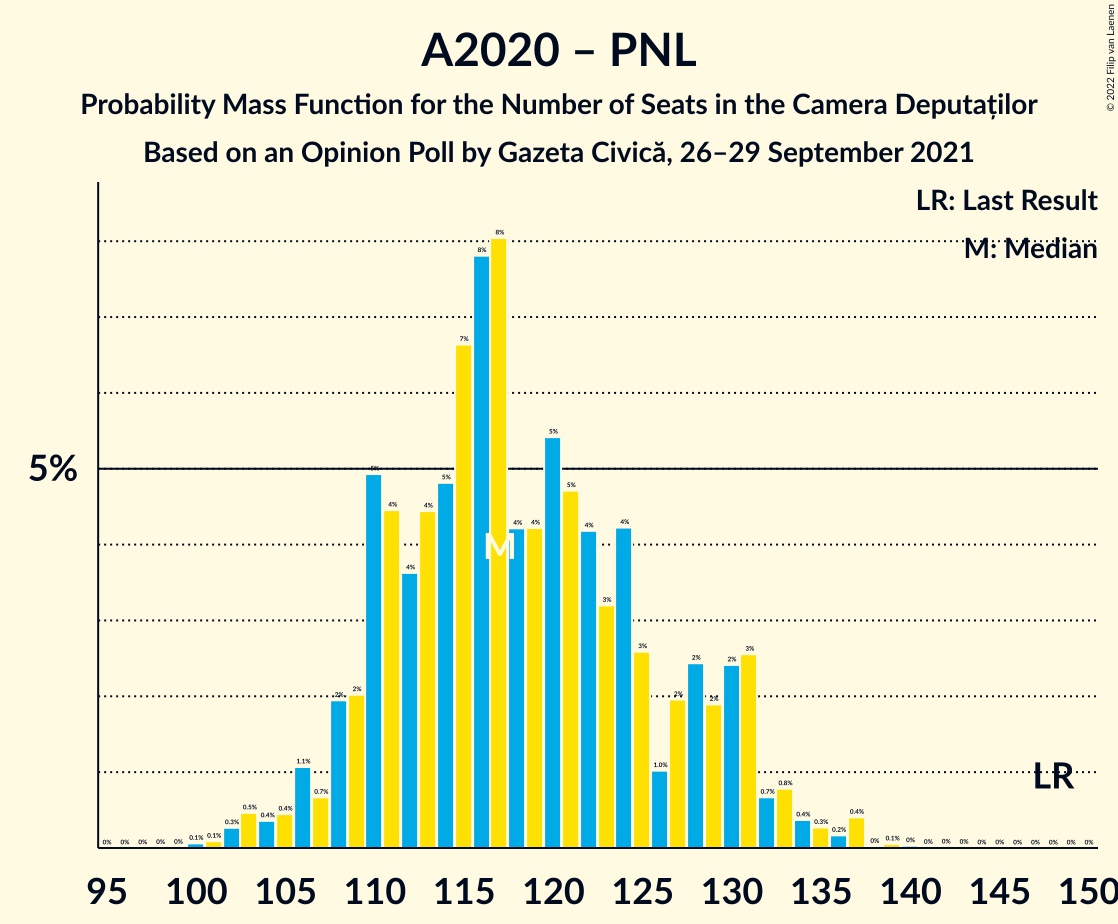 © 2022 Filip van Laenen
A2020 – PNL
Probability Mass Function for the Number of Seats in the Camera Deputaților
Based on an Opinion Poll by Gazeta Civică, 26–29 September 2021
LR: Last Result
M: Median
5%
0% 0% 0% 0% 0% 0.1% 0.1% 0.3% 0.5% 0.4% 0.4% 1.1% 0.7% 2% 2% 5% 4% 4% 4% 5% 7% 8% 8% 4% 4% 5% 5% 4% 3% 4% 3% 1.0% 2% 2% 2% 2% 3% 0.7% 0.8% 0.4% 0.3% 0.2% 0.4% 0% 0.1% 0% 0% 0% 0% 0% 0% 0% 0% 0% 0% 0%
M
LR
95 100 105 110 115 120 125 130 135 140 145 150